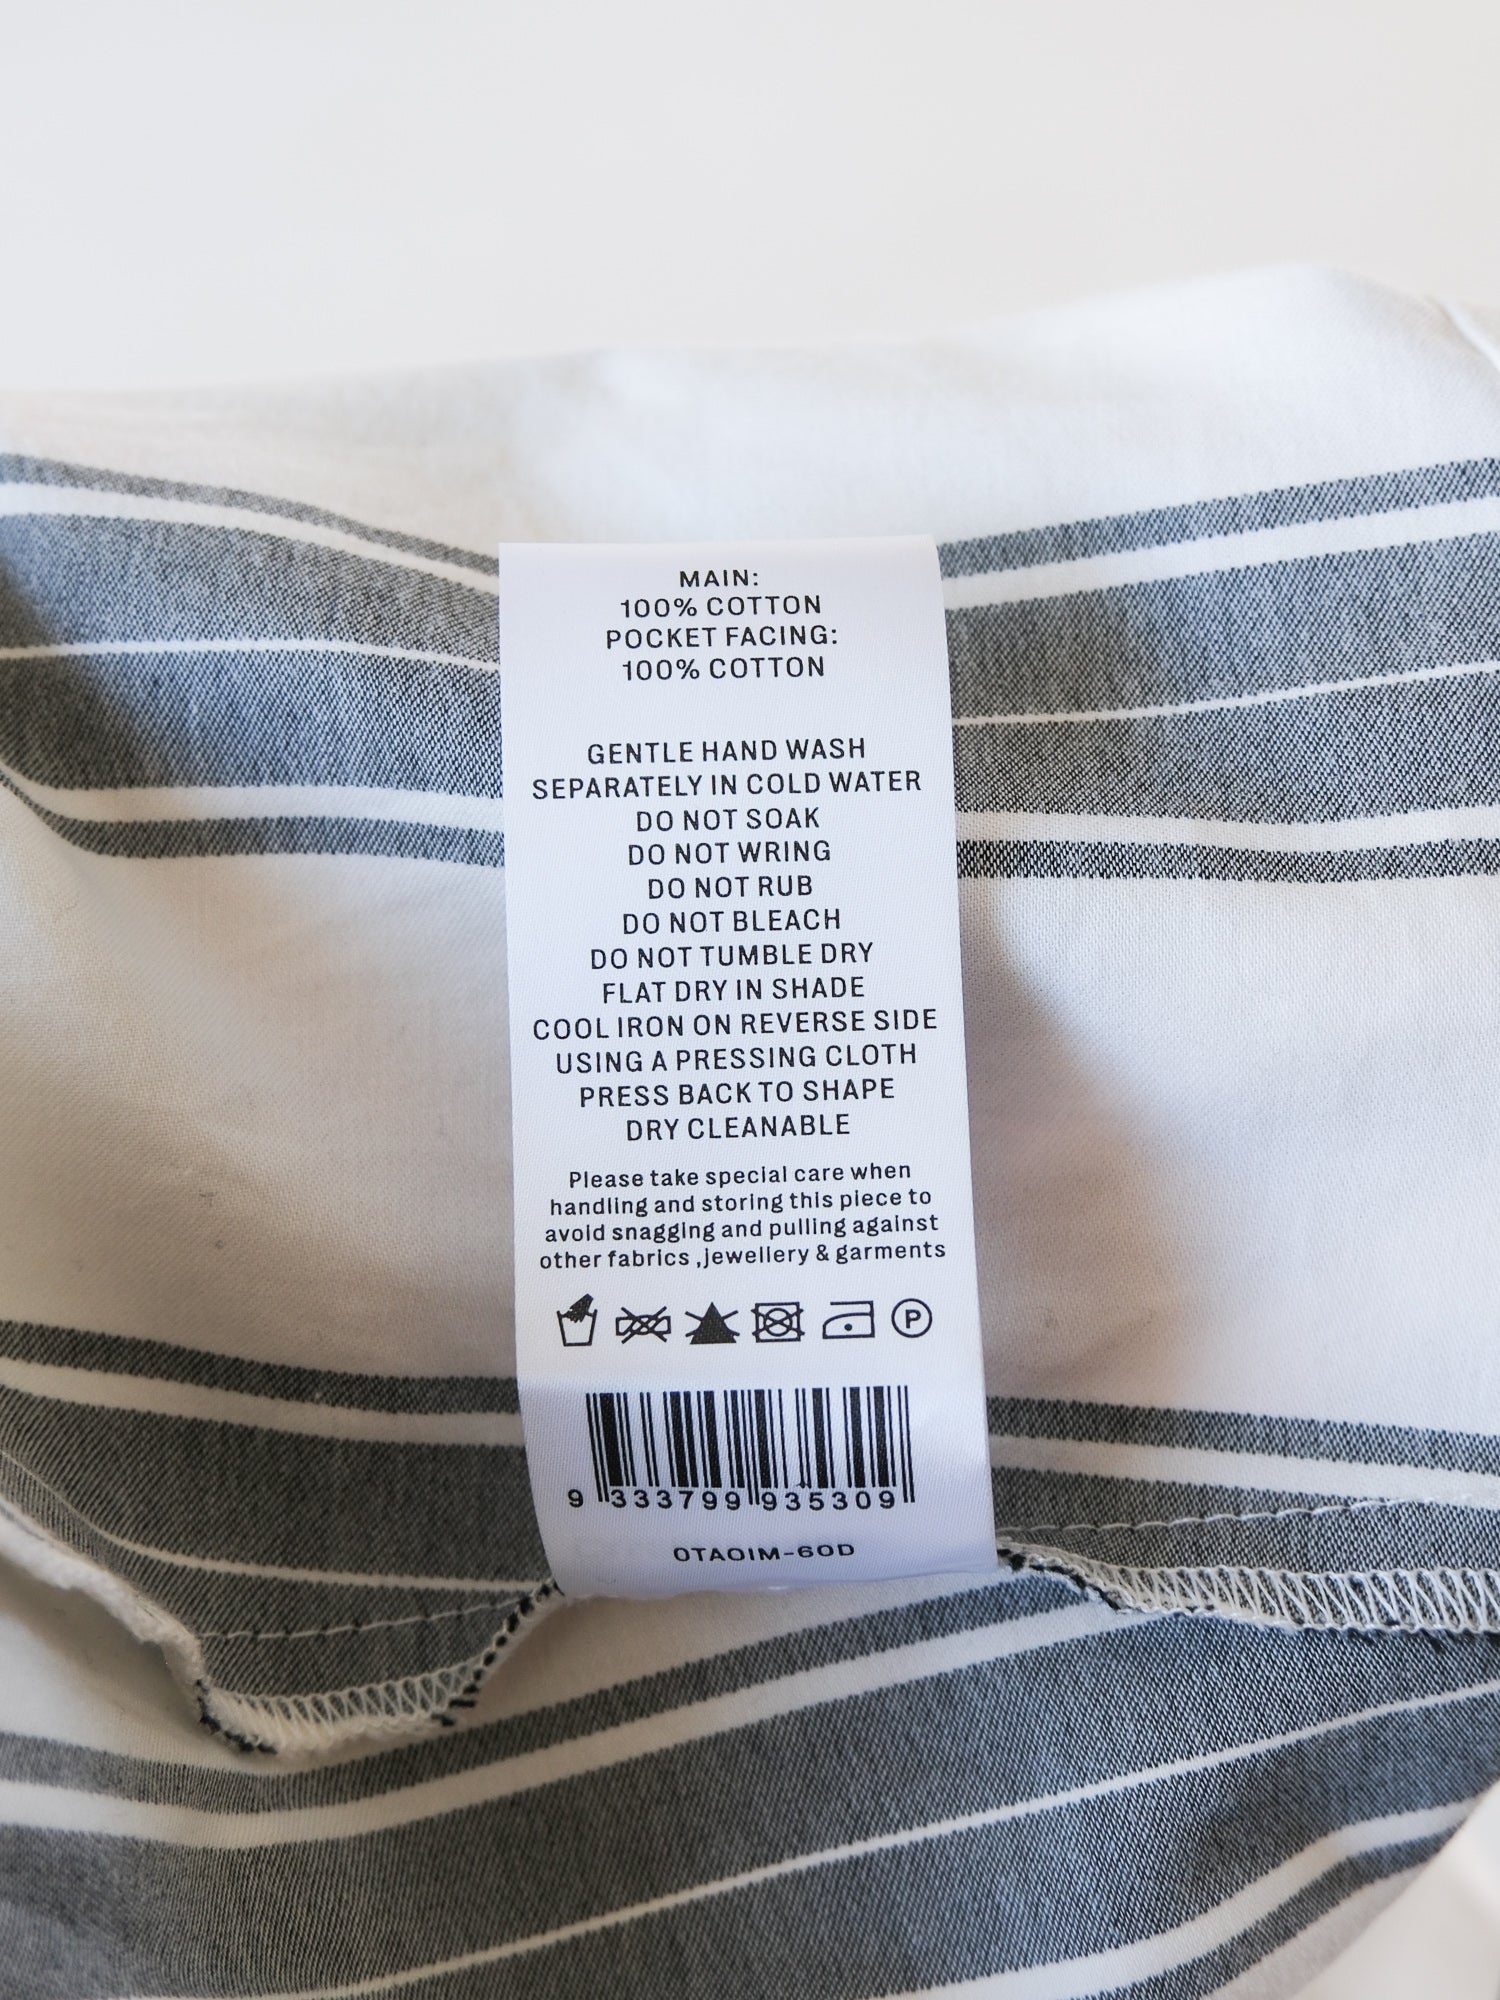 MAIN:
100% COTTON
POCKET FACING:
100% COTTON
GENTLE HAND WASH
SEPARATELY IN COLD WATER
DO NOT SOAK
DO NOT WRING
DO NOT RUB
DO NOT BLEACH
DO NOT TUMBLE DRY
FLAT DRY IN SHADE
COOL IRON ON REVERSE SIDE
USING A PRESSING CLOTH
PRESS BACK TO SHAPE
DRY CLEANABLE
Please take special care when
handling and storing this piece to
avoid snagging and pulling against
other fabrics ,jewellery & garments
P
9 333799 935309
OTAOIM-60D